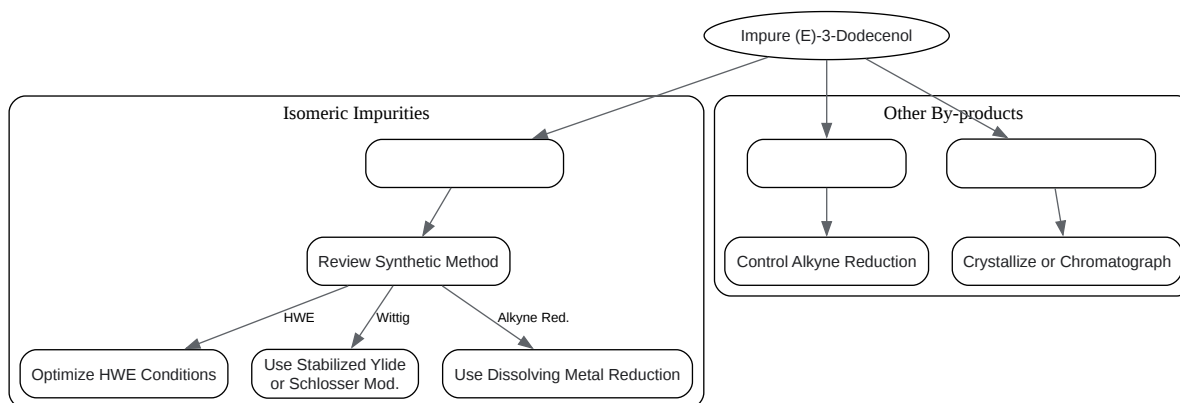 Impure (E)-3-Dodecenol
Isomeric Impurities
Other By-products
Review Synthetic Method
Control Alkyne Reduction
Crystallize or Chromatograph
HWE
Wittig
Alkyne Red.
Optimize HWE Conditions
Use Stabilized Ylide
or Schlosser Mod.
Use Dissolving Metal Reduction